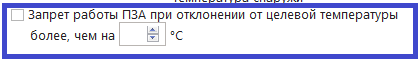 Запрет работы ПЗА при отклонении от целевой температуры
более, чем на °C